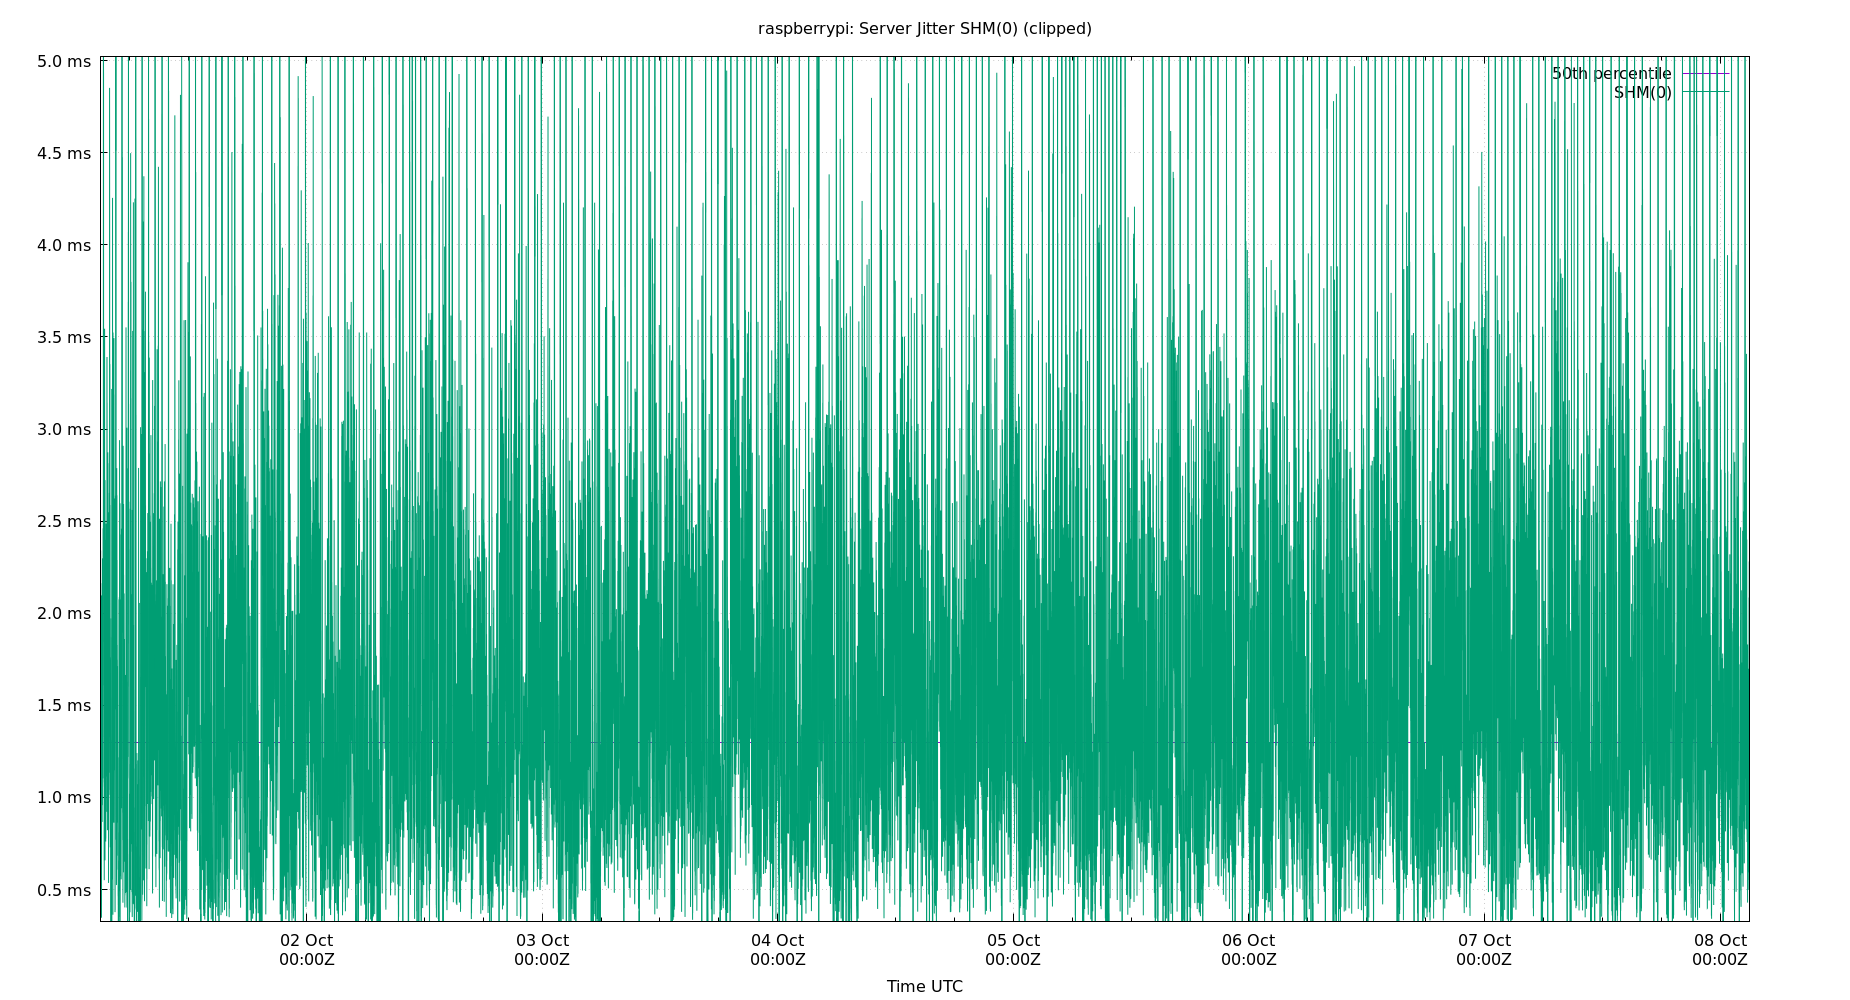 raspberrypi: Server Jitter SHM(0) (clipped)
5.0 ms
50th percentile
SHM(0)
4.5 ms
4.0 ms
3.5 ms
3.0 ms
2.5 ms
2.0 ms
1.5 ms
1.0 ms
0.5 ms
02 Oct 03 Oct 04 Oct 05 Oct 06 Oct 07 Oct 08 Oct
00:00Z 00:00Z 00:00Z 00:00Z 00:00Z 00:00Z 00:00Z
Time UTC